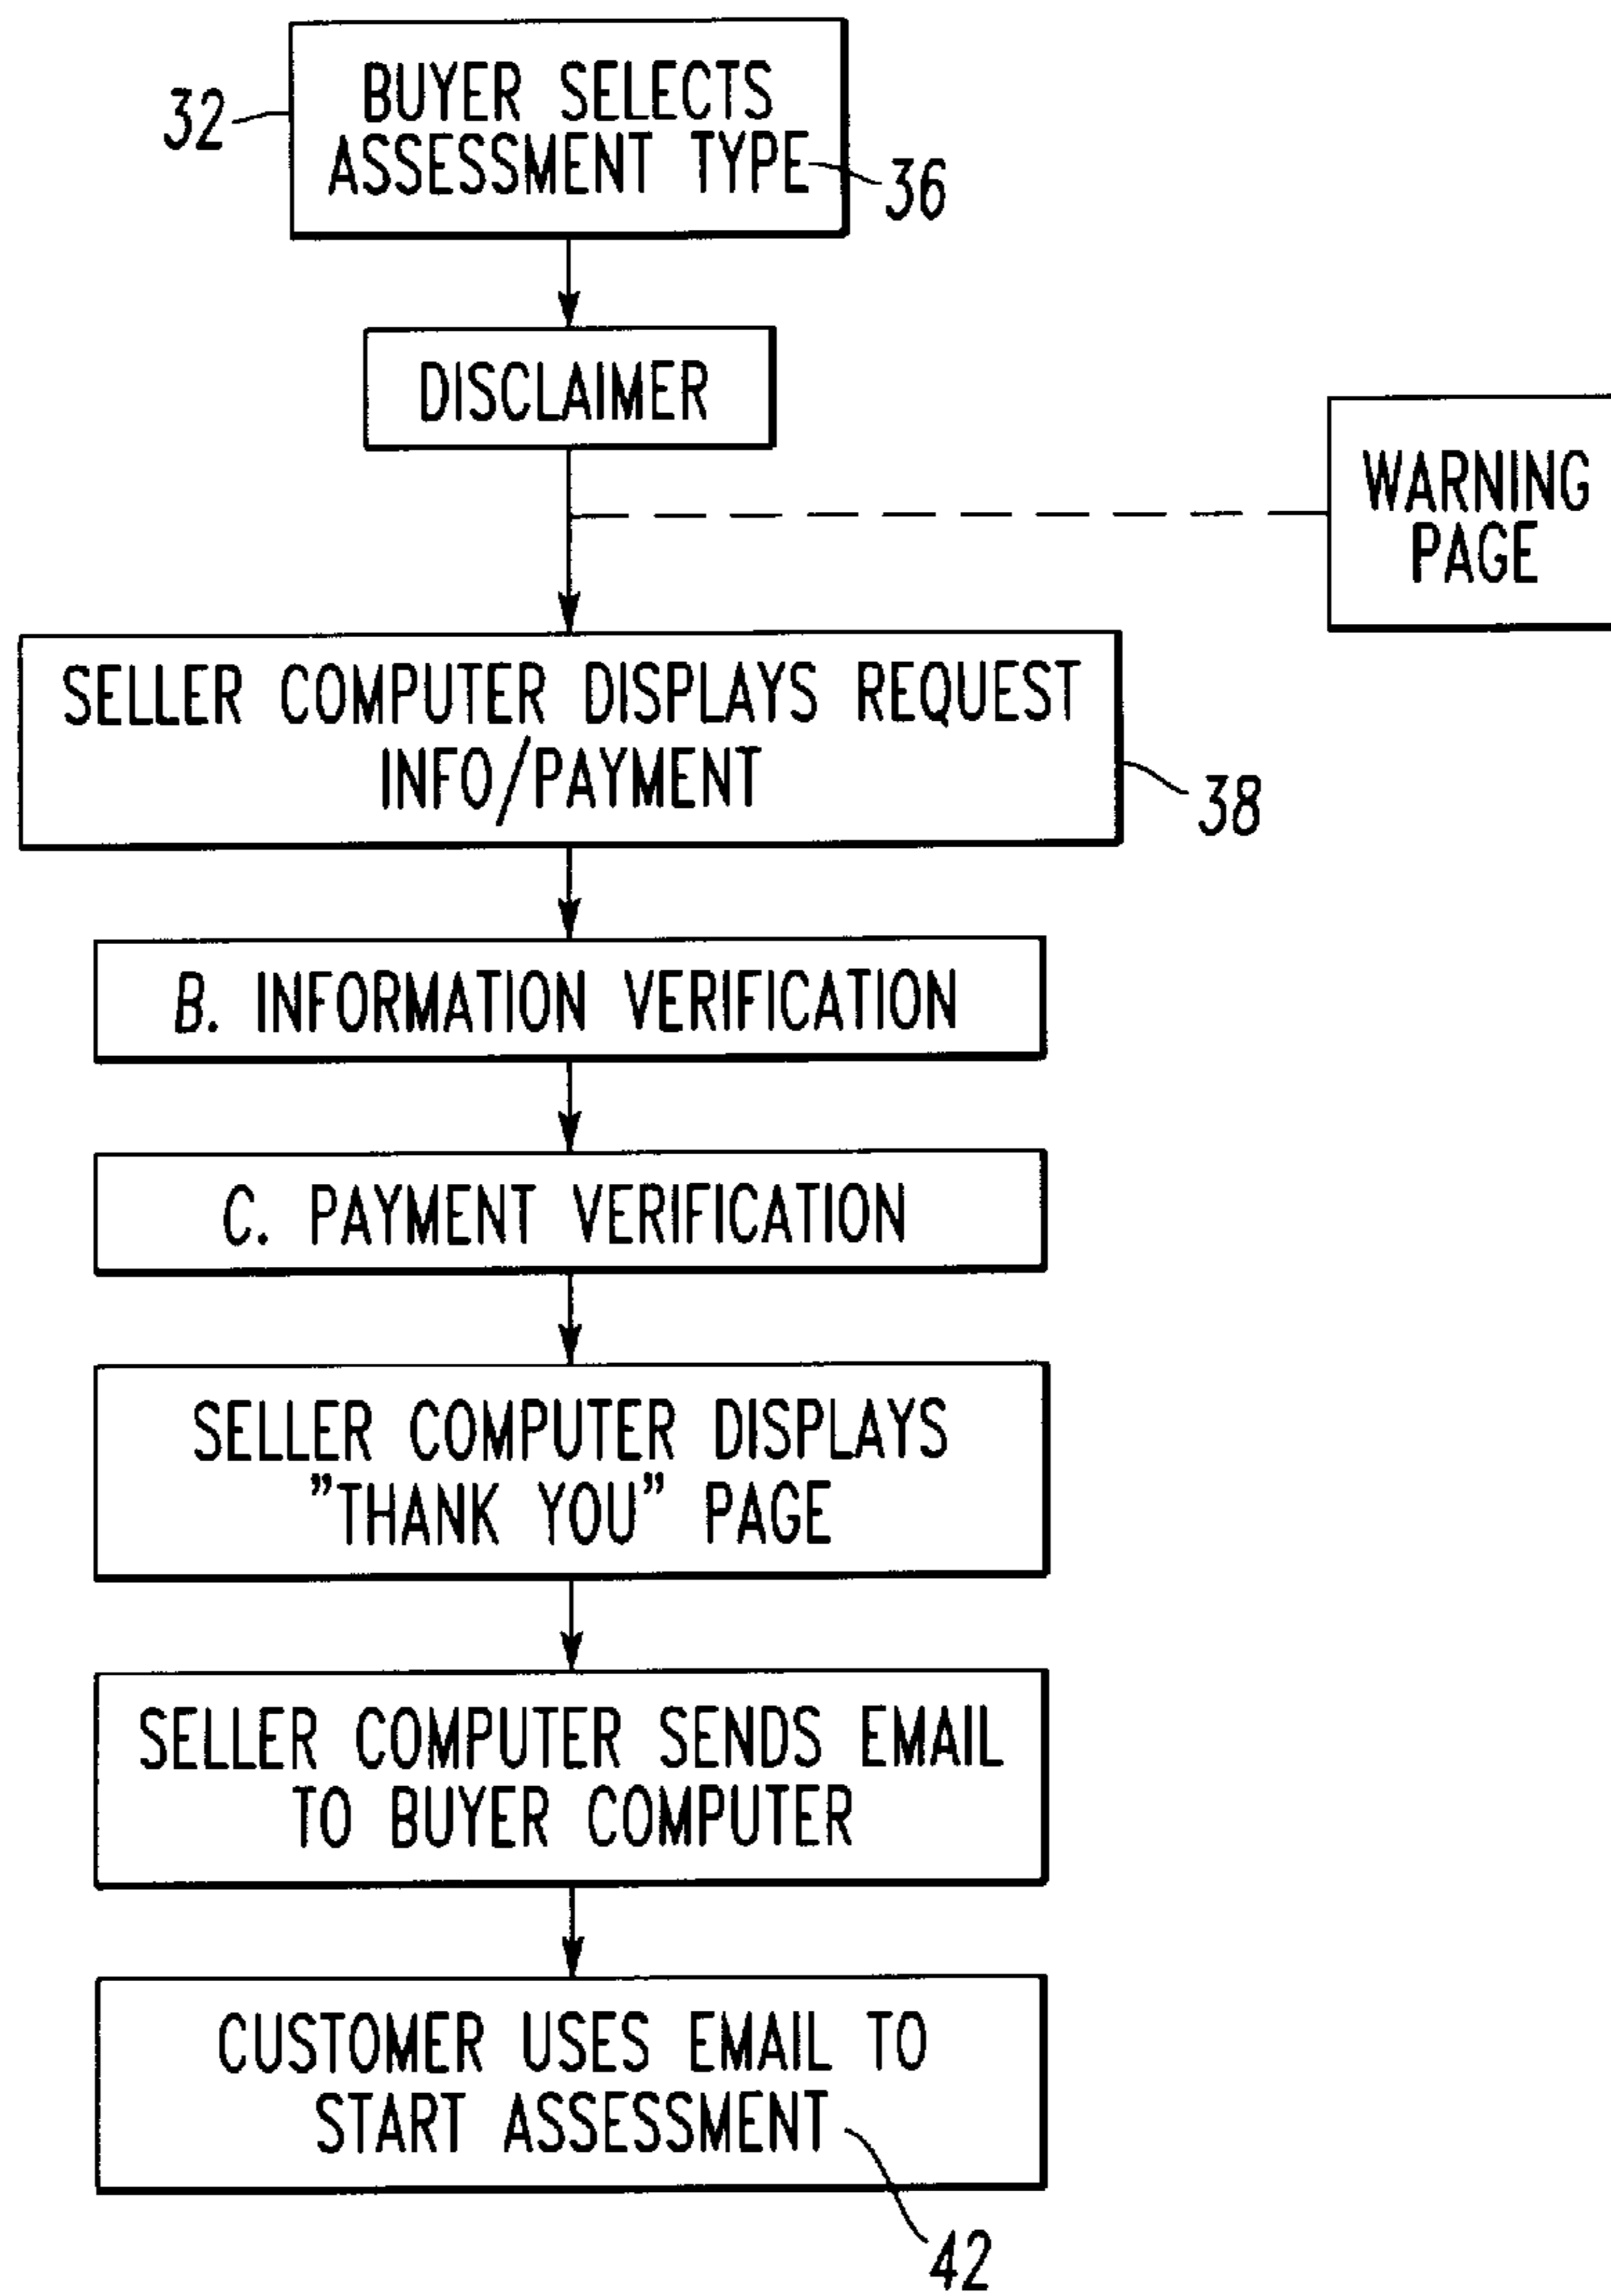 32
BUYER SELECTS
ASSESSMENT TYPE
36
DISCLAIMER
WARNING
PAGE
SELLER COMPUTER DISPLAYS REQUEST
INFO/PAYMENT
38
B. INFORMATION VERIFICATION
C. PAYMENT VERIFICATION
SELLER COMPUTER DISPLAYS
"THANK YOU" PAGE
SELLER COMPUTER SENDS EMAIL
TO BUYER COMPUTER
CUSTOMER USES EMAIL TO
START ASSESSMENT
42